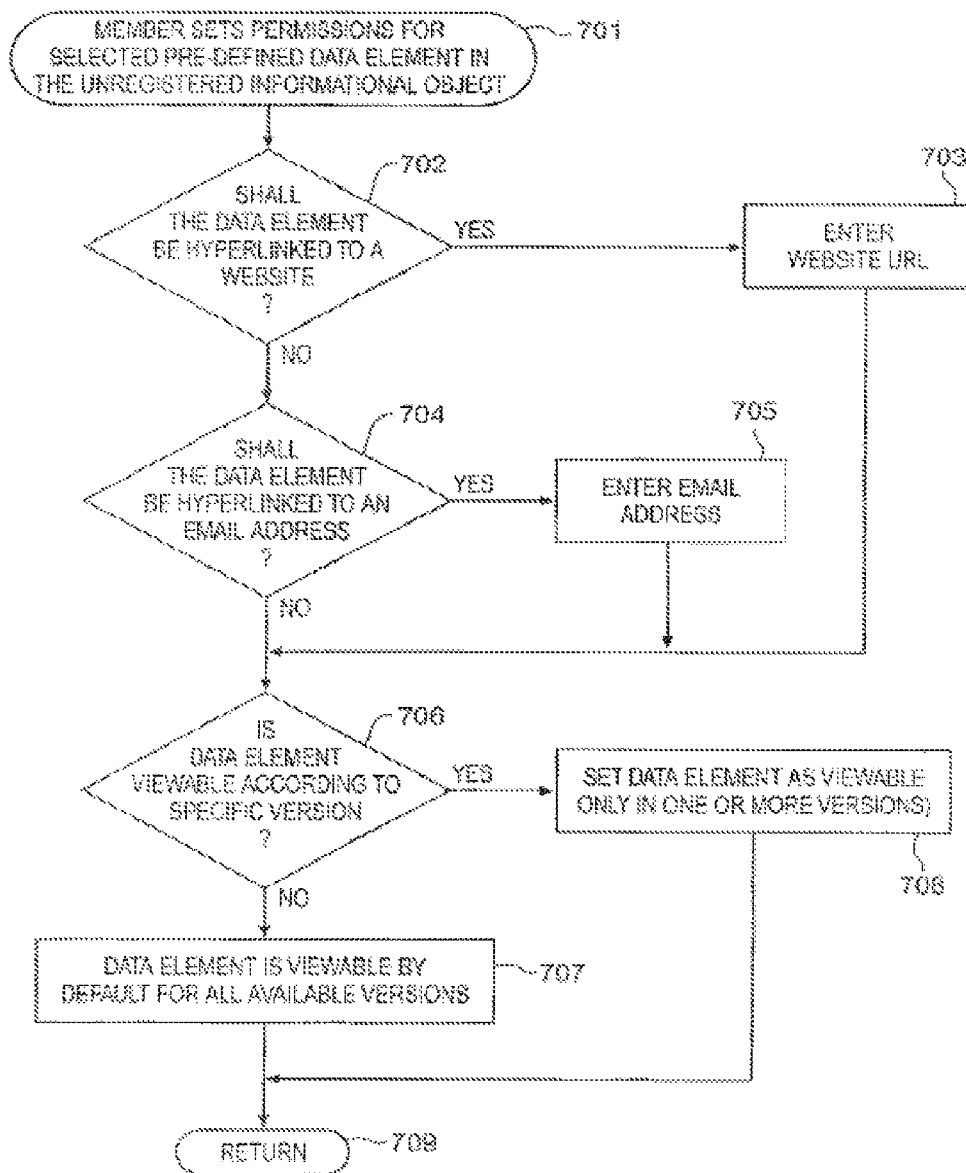 MEMBER SETS PERMISSIONS FOR
SELECTED PRE-DEFINED DATA ELEMENT IN
THE UNREGISTERED INFORMATIONAL OBJECT
701
702
SHALL
THE DATA ELEMENT
BE HYPERLINKED TO A
WEBSITE
?
YES
703
ENTER
WEBSITE URL
NO
704
SHALL
THE DATA ELEMENT
BE HYPERLINKED TO AN
EMAIL ADDRESS
?
YES
705
ENTER EMAIL
ADDRESS
NO
706
IS
DATA ELEMENT
VIEWABLE ACCORDING TO
SPECIFIC VERSION
?
YES
SET DATA ELEMENT AS VIEWABLE
ONLY IN ONE OR MORE VERSIONS)
708
NO
DATA ELEMENT IS VIEWABLE BY
DEFAULT FOR ALL AVAILABLE VERSIONS
707
RETURN
709